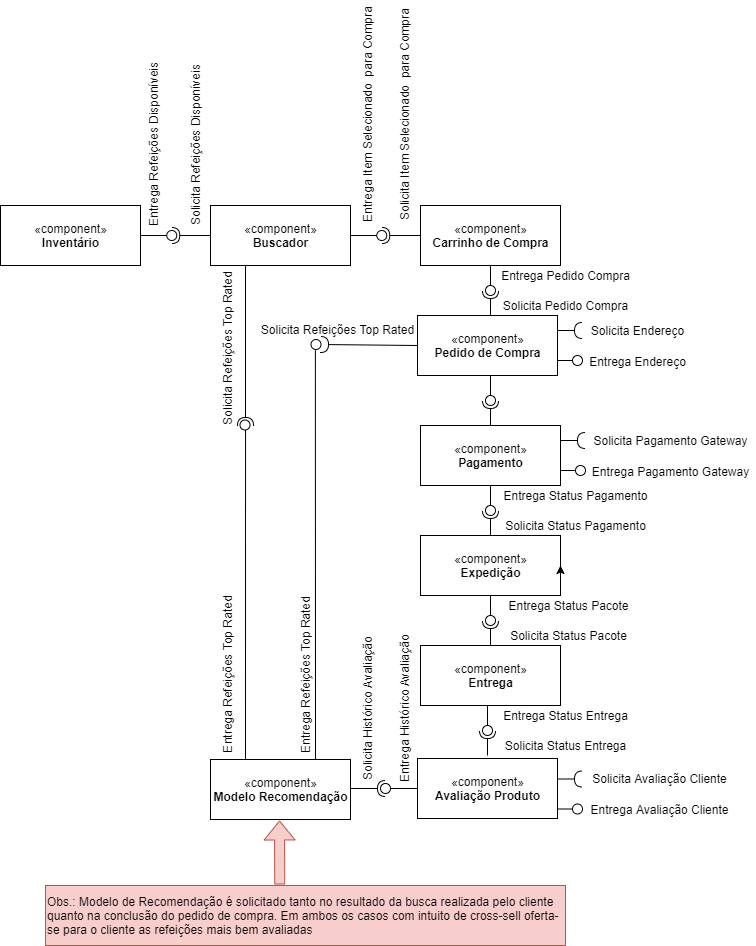 Entrega Refeições Disponíveis
Solicita Refeições Disponíveis
Entrega Item Selecionado para Compra
Solicita Item Selecionado para Compra
«component»
Inventário
«component»
Buscador
«component»
Carrinho de Compra
Entrega Pedido Compra
Solicita Pedido Compra
Solicita Refeições Top Rated
Solicita Refeições Top Rated
«component»
Pedido de Compra
Solicita Endereço
Entrega Endereço
«component»
Pagamento
Solicita Pagamento Gateway
Entrega Pagamento Gateway
Entrega Status Pagamento
Solicita Status Pagamento
«component»
Expedição
Entrega Status Pacote
Solicita Status Pacote
«component»
Entrega
Entrega Refeições Top Rated
Entrega Refeições Top Rated
Solicita Histórico Avaliação
Entrega Histórico Avaliação
Entrega Status Entrega
Solicita Status Entrega
«component»
Modelo Recomendação
«component»
Avaliação Produto
Solicita Avaliação Cliente
Entrega Avaliação Cliente
Obs.: Modelo de Recomendação é solicitado tanto no resultado da busca realizada pelo cliente
quanto na conclusão do pedido de compra. Em ambos os casos com intuito de cross-sell oferta-
se para o cliente as refeições mais bem avaliadas